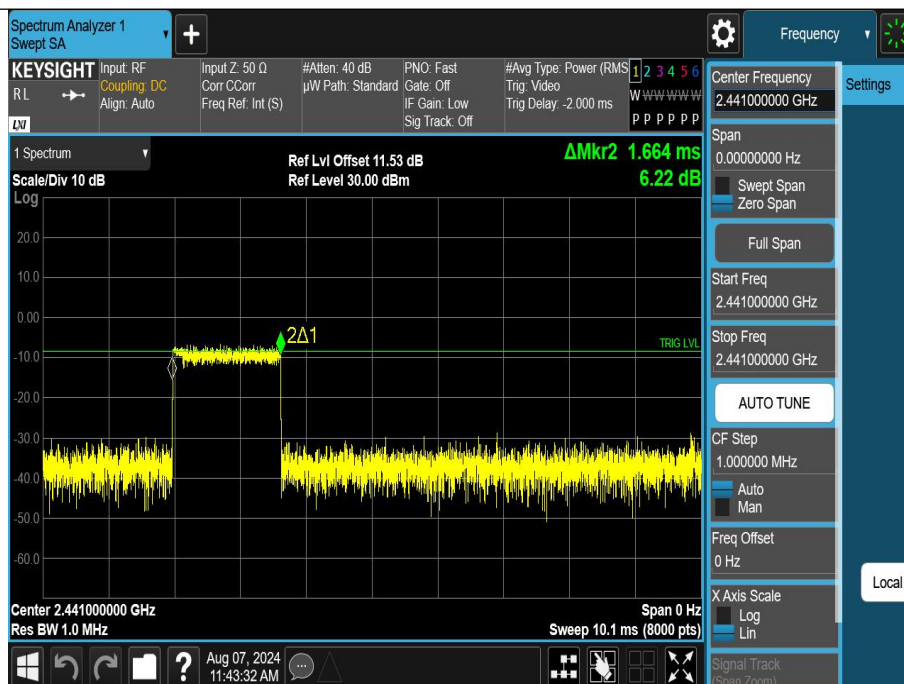 Spectrum Analyzer 1
Swept SA
+
Frequency
KEYSIGHT
R L
LXI
Input: RF
Coupling: DC
Align: Auto
Input Z: 50 Ω
Corr CCorr
Freq Ref: Int (S)
#Atten: 40 dB
µW Path: Standard
PNO: Fast
Gate: Off
IF Gain: Low
Sig Track: Off
#Avg Type: Power (RMS
Trig: Video
Trig Delay: -2.000 ms
1 2 3 4 5 6
W W W W W W
P P P P P P
1 Spectrum
Scale/Div 10 dB
Log
Ref Lvl Offset 11.53 dB
Ref Level 30.00 dBm
ΔMkr2 1.664 ms
6.22 dB
20.0
10.0
0.00
-10.0
-20.0
-30.0
-40.0
-50.0
-60.0
2Δ1
TRIG LVL
Center 2.441000000 GHz
Res BW 1.0 MHz
Span 0 Hz
Sweep 10.1 ms (8000 pts)
?
Aug 07, 2024
11:43:32 AM
Center Frequency
2.441000000 GHz
Span
0.00000000 Hz
Swept Span
Zero Span
Full Span
Start Freq
2.441000000 GHz
Stop Freq
2.441000000 GHz
AUTO TUNE
CF Step
1.000000 MHz
Auto
Man
Freq Offset
0 Hz
X Axis Scale
Log
Lin
Signal Track
(Span Zoom)
Settings
Local